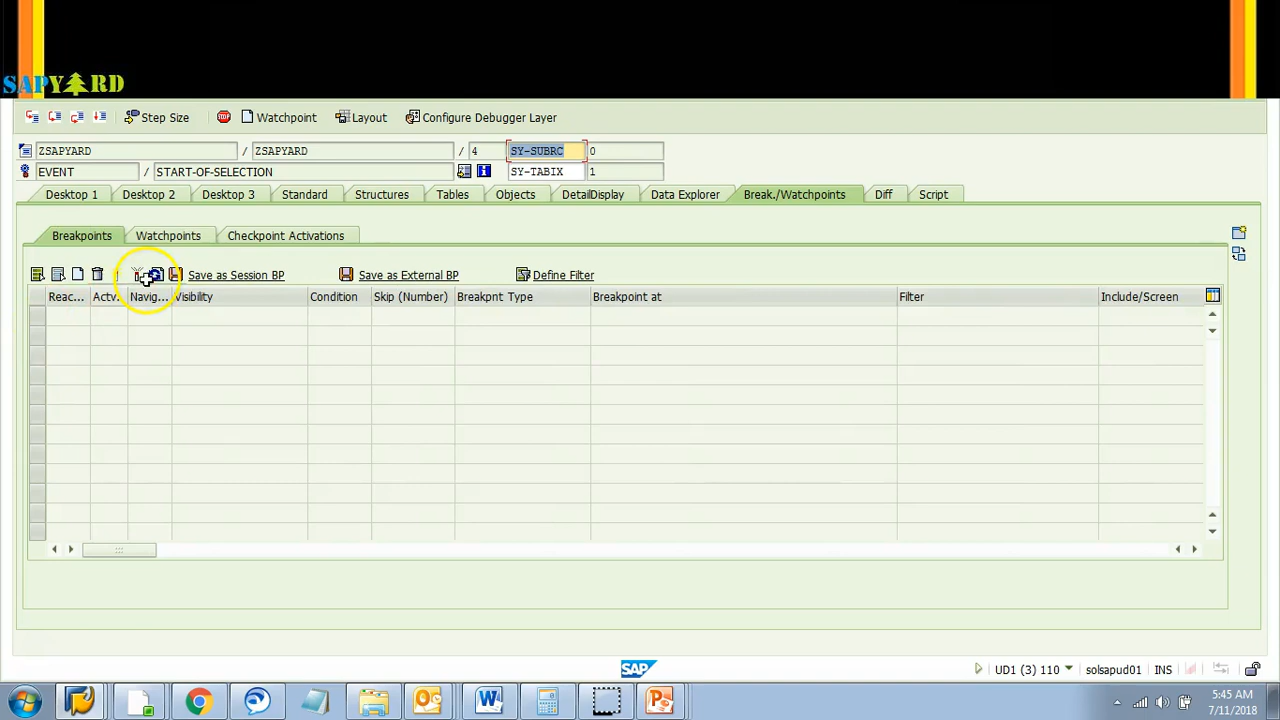 SAPYARD
Step Size Watchpoint Layout Configure Debugger Layer
ZSAPYARD / ZSAPYARD / 4 SY-SUBRC 0
EVENT / START-OF-SELECTION SY-TABIX 1
Desktop 1 Desktop 2 Desktop 3 Standard Structures Tables Objects DetailDisplay Data Explorer Break./Watchpoints Diff Script
Breakpoints Watchpoints Checkpoint Activations
Save as Session BP Save as External BP Define Filter
Reac... Actv. Navig... Visibility Condition Skip (Number) Breakpnt Type Breakpoint at Filter Include/Screen
SAP
UD1 (3) 110 solsapud01 INS
5:45 AM
7/11/2018